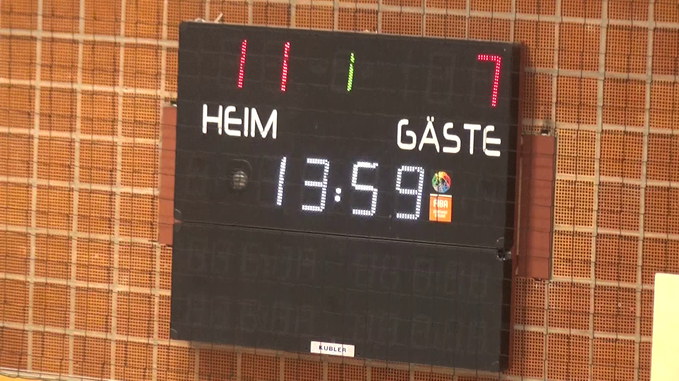 11 1 7
HEIM GÄSTE
13:59
FIBA
KÜBLER